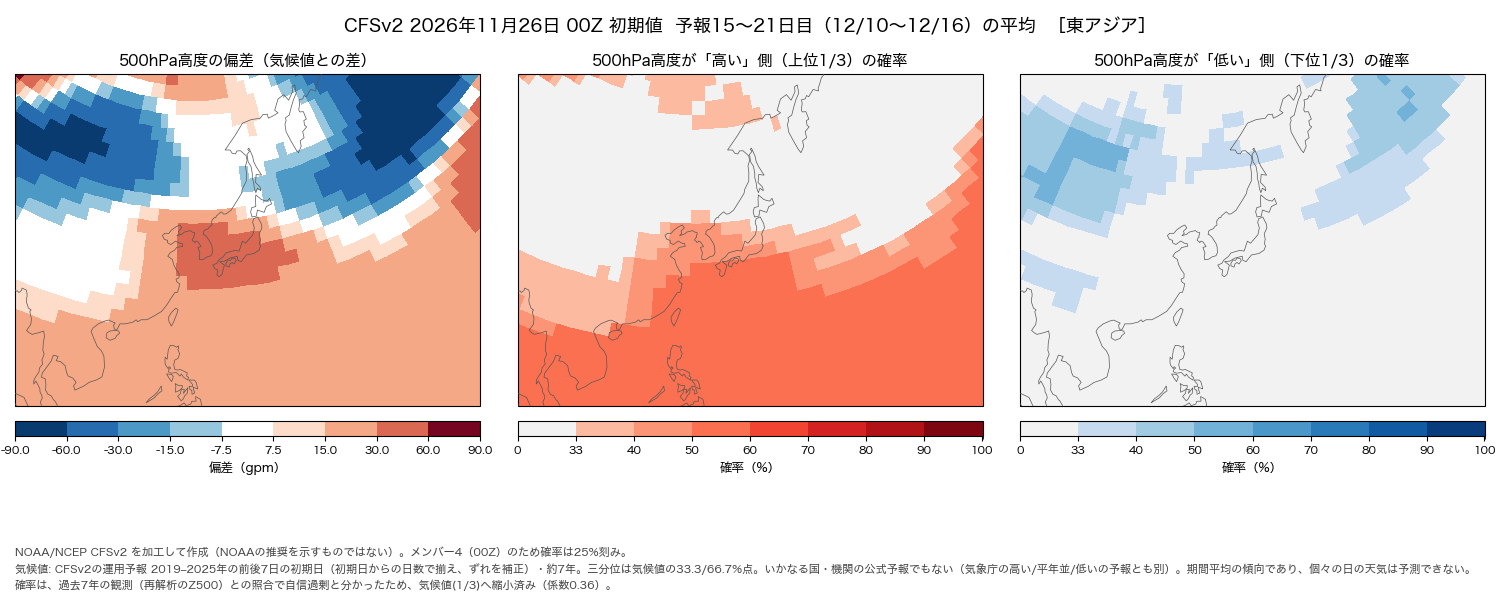 CFSv2 2026年11月26日 00Z 初期値 予報15～21日目（12/10～12/16）の平均 ［東アジア］
500hPa高度の偏差（気候値との差）
500hPa高度が「高い」側（上位1/3）の確率
500hPa高度が「低い」側（下位1/3）の確率
-90.0 -60.0 -30.0 -15.0 -7.5 7.5 15.0 30.0 60.0 90.0
偏差（gpm）
0 33 40 50 60 70 80 90 100
確率（%）
0 33 40 50 60 70 80 90 100
確率（%）
NOAA/NCEP CFSv2 を加工して作成（NOAAの推奨を示すものではない）。メンバー4（00Z）のため確率は25%刻み。
気候値: CFSv2の運用予報 2019–2025年の前後7日の初期日（初期日からの日数で揃え、ずれを補正）・約7年。三分位は気候値の33.3/66.7%点。いかなる国・機関の公式予報でもない（気象庁の高い/平年並/低いの予報とも別）。期間平均の傾向であり、個々の日の天気は予測できない。
確率は、過去7年の観測（再解析のZ500）との照合で自信過剰と分かったため、気候値(1/3)へ縮小済み（係数0.36）。